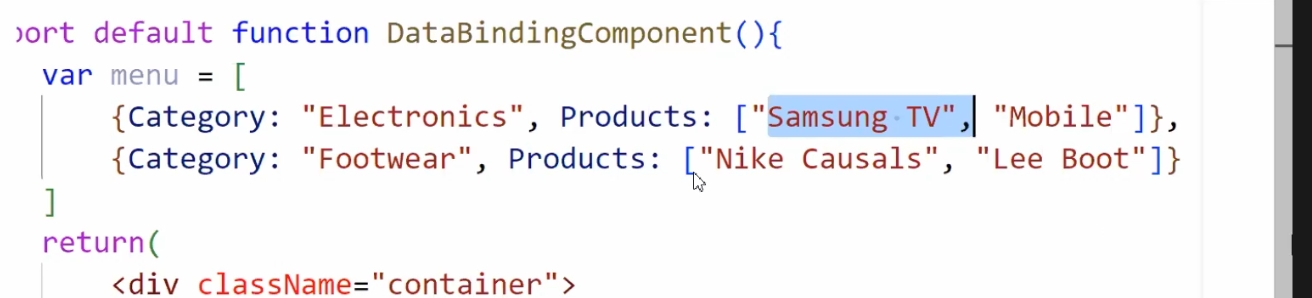 ort default function DataBindingComponent(){
var menu = [
{Category: "Electronics", Products: ["Samsung TV", "Mobile"]},
{Category: "Footwear", Products: ["Nike Causals", "Lee Boot"]}
]
return(
<div className="container">